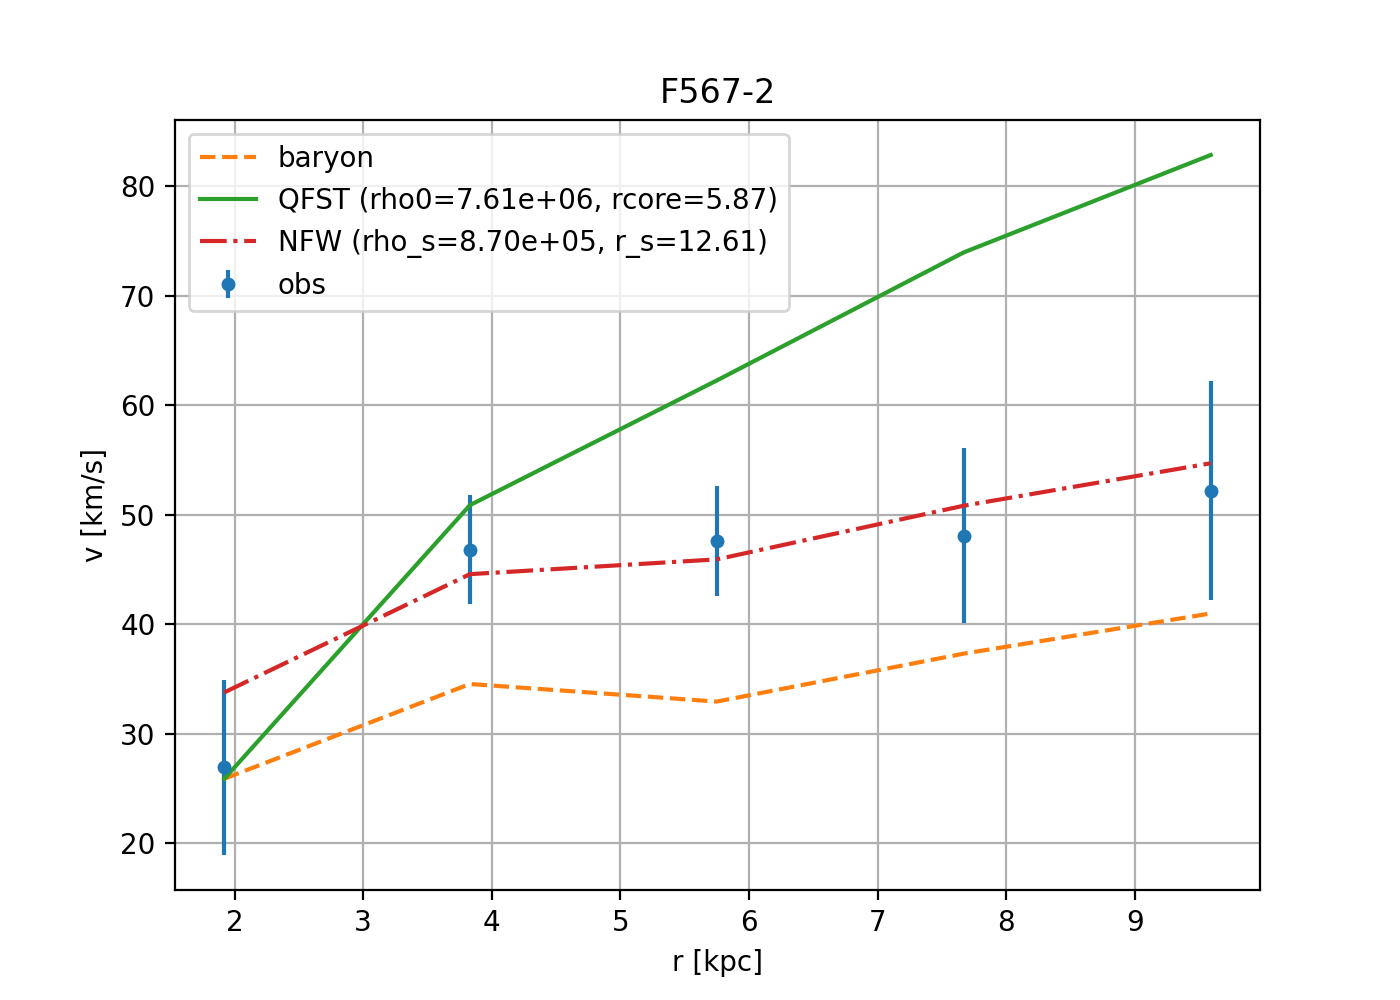 F567-2
baryon
QFST (rho0=7.61e+06, rcore=5.87)
NFW (rho_s=8.70e+05, r_s=12.61)
obs
80
70
60
50
40
30
20
v [km/s]
2 3 4 5 6 7 8 9
r [kpc]